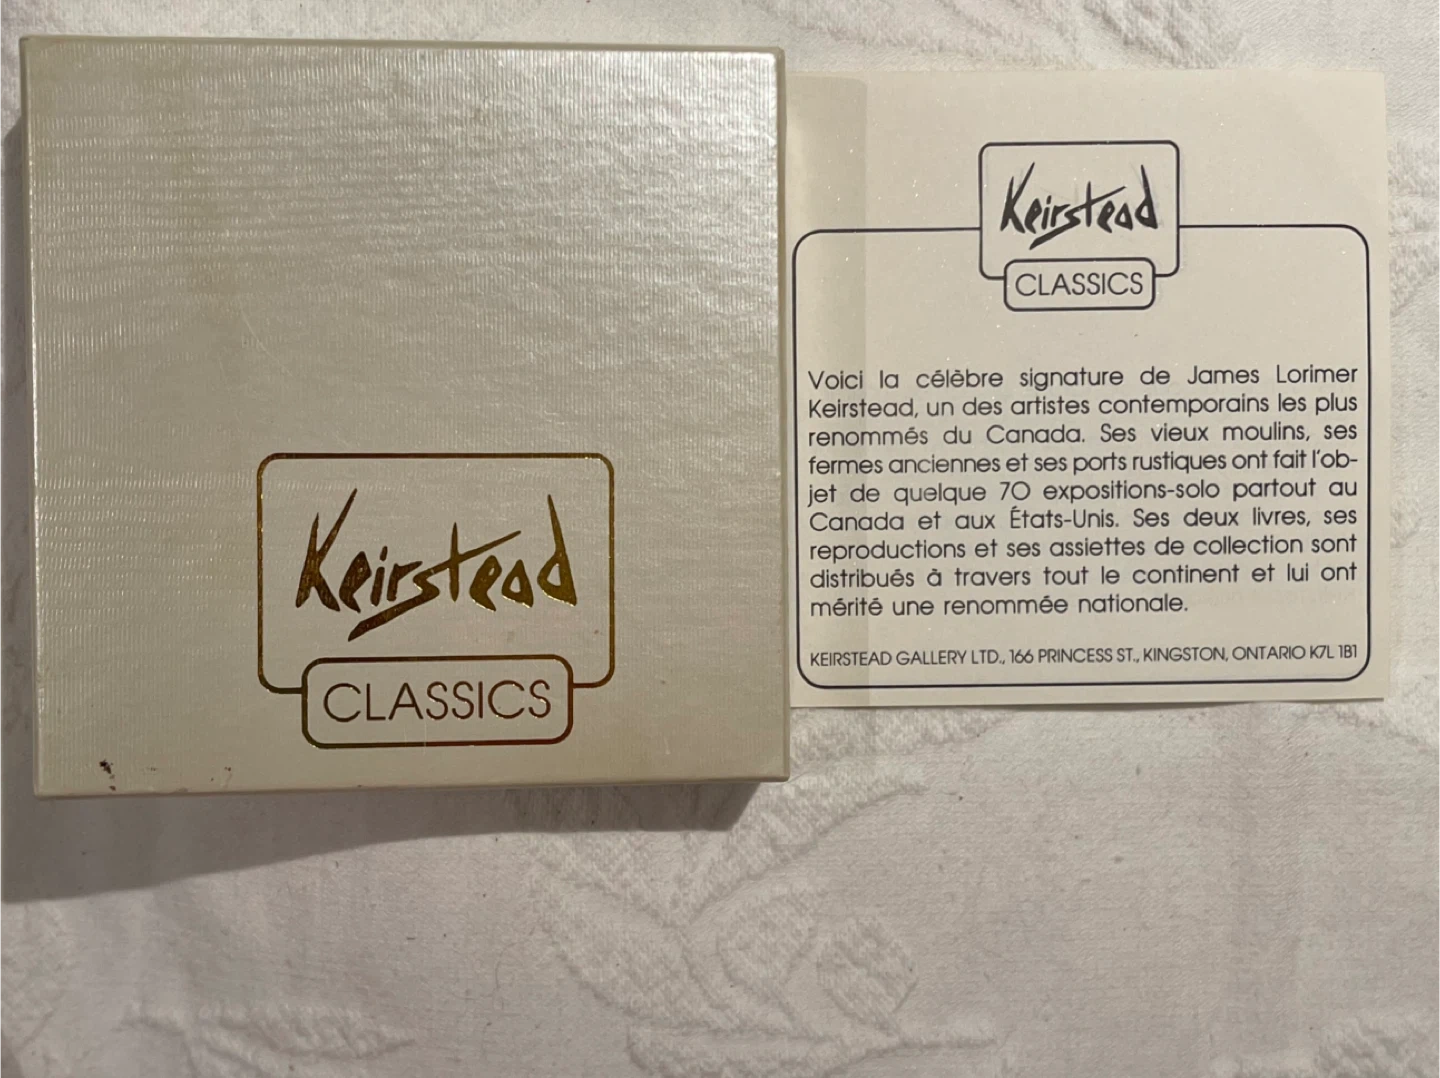 Keirstead
CLASSICS
Keirstead
CLASSICS
Voici la célèbre signature de James Lorimer
Keirstead, un des artistes contemporains les plus
renommés du Canada. Ses vieux moulins, ses
fermes anciennes et ses ports rustiques ont fait l'ob-
jet de quelque 70 expositions-solo partout au
Canada et aux États-Unis. Ses deux livres, ses
reproductions et ses assiettes de collection sont
distribués à travers tout le continent et lui ont
mérité une renommée nationale.
KEIRSTEAD GALLERY LTD., 166 PRINCESS ST., KINGSTON, ONTARIO K7L 1B1